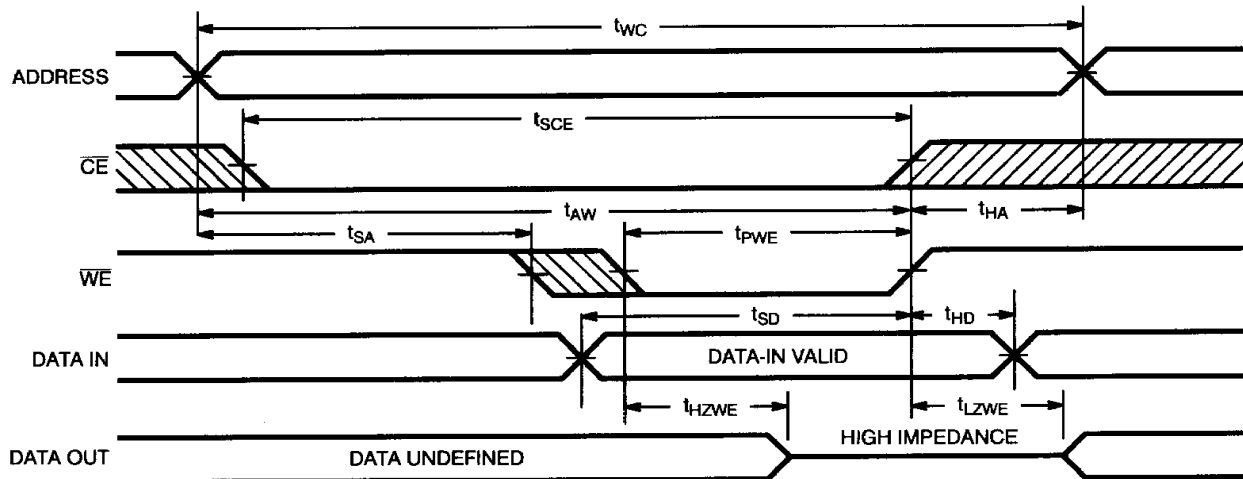 tWC
ADDRESS
tSCE
CE
tAW
tHA
tSA
tPWE
WE
tSD
tHD
DATA IN
DATA-IN VALID
tHZWE
tLZWE
HIGH IMPEDANCE
DATA OUT
DATA UNDEFINED